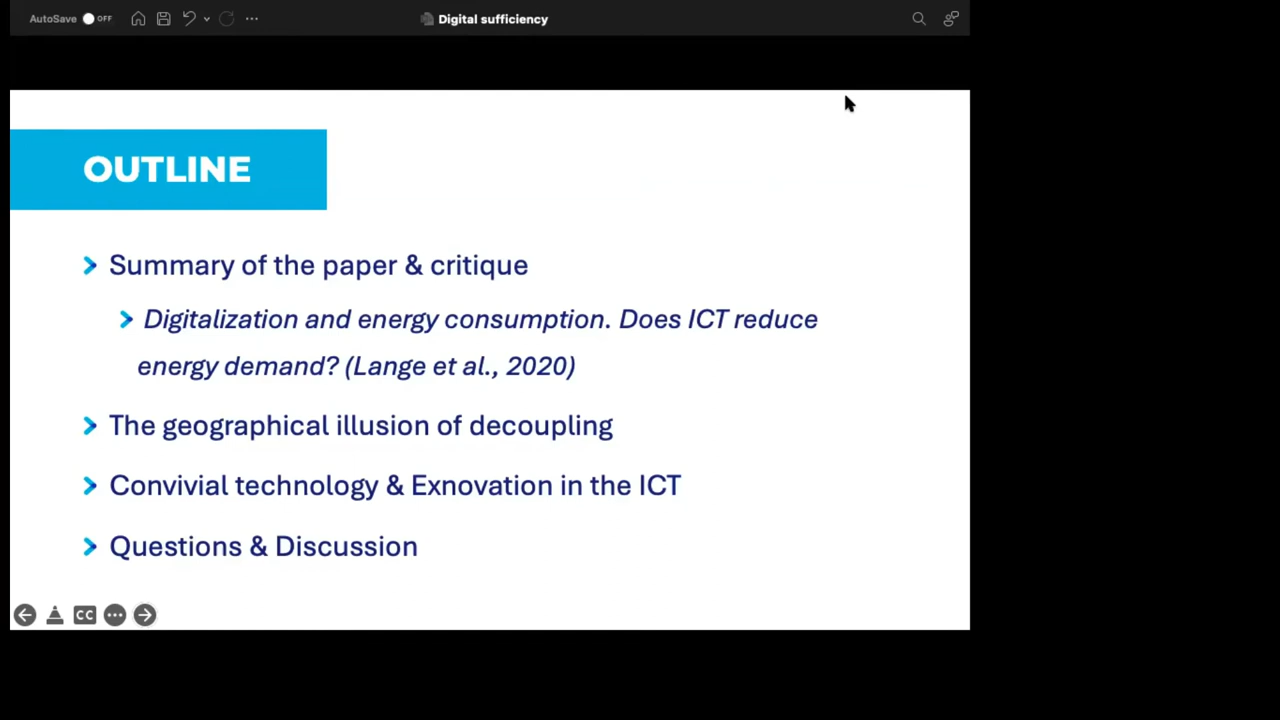 AutoSave OFF
Digital sufficiency
OUTLINE
Summary of the paper & critique
Digitalization and energy consumption. Does ICT reduce
energy demand? (Lange et al., 2020)
The geographical illusion of decoupling
Convivial technology & Exnovation in the ICT
Questions & Discussion
CC